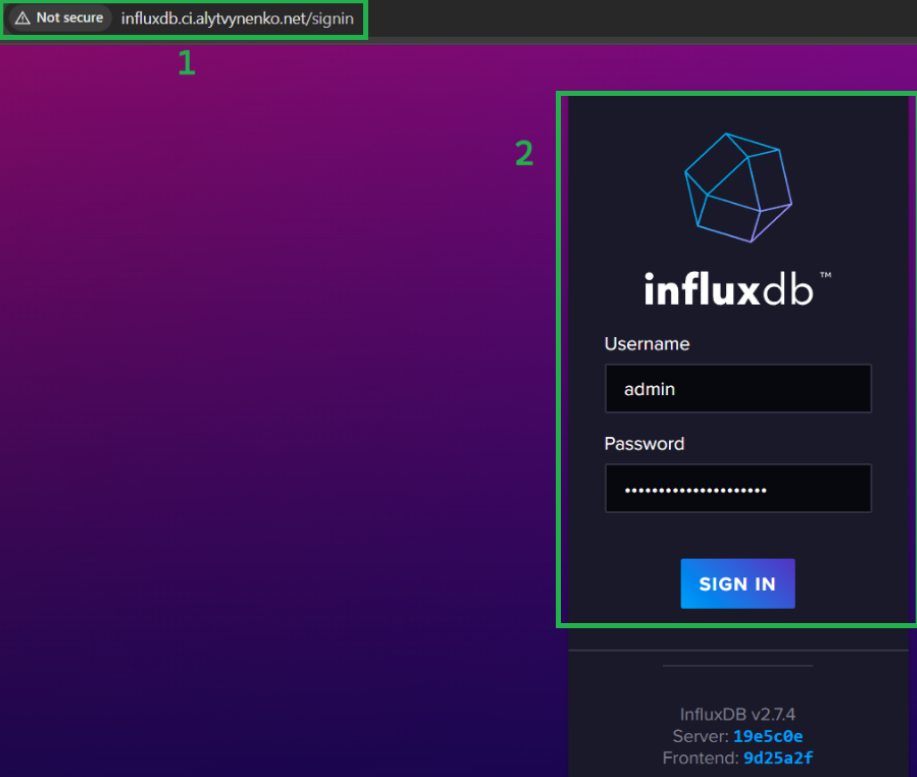 Not secure influxdb.ci.alytvynenko.net/signin
1
2
influxdb™
Username
admin
Password
•••••••••••••••••••••
SIGN IN
InfluxDB v2.7.4
Server: 19e5c0e
Frontend: 9d25a2f